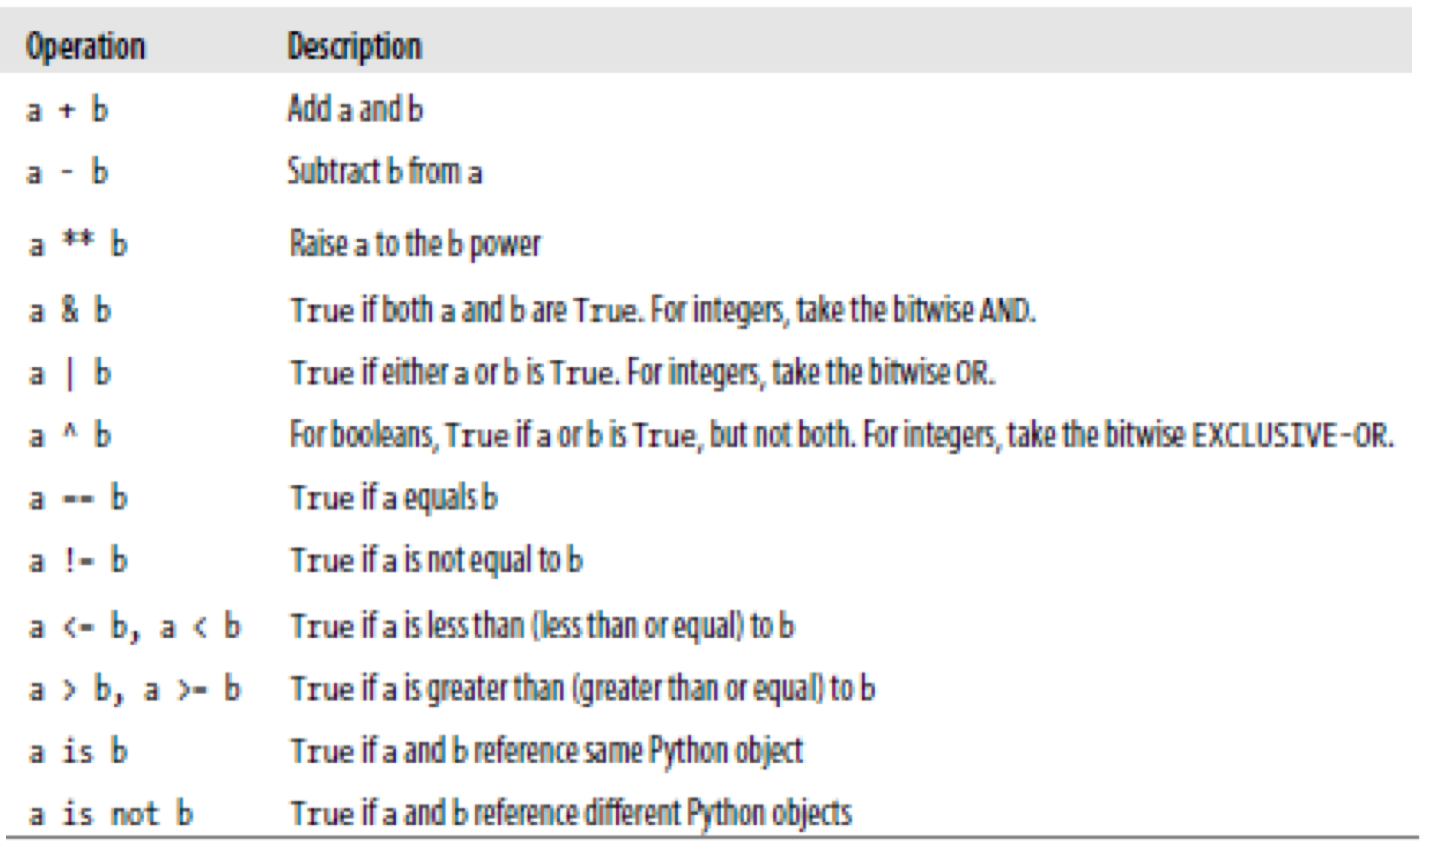 Operation Description
a + b Add a and b
a - b Subtract b from a
a ** b Raise a to the b power
a & b True if both a and b are True. For integers, take the bitwise AND.
a | b True if either a or b is True. For integers, take the bitwise OR.
a ^ b For booleans, True if a or b is True, but not both. For integers, take the bitwise EXCLUSIVE-OR.
a == b True if a equals b
a != b True if a is not equal to b
a <= b, a < b True if a is less than (less than or equal) to b
a > b, a >= b True if a is greater than (greater than or equal) to b
a is b True if a and b reference same Python object
a is not b True if a and b reference different Python objects